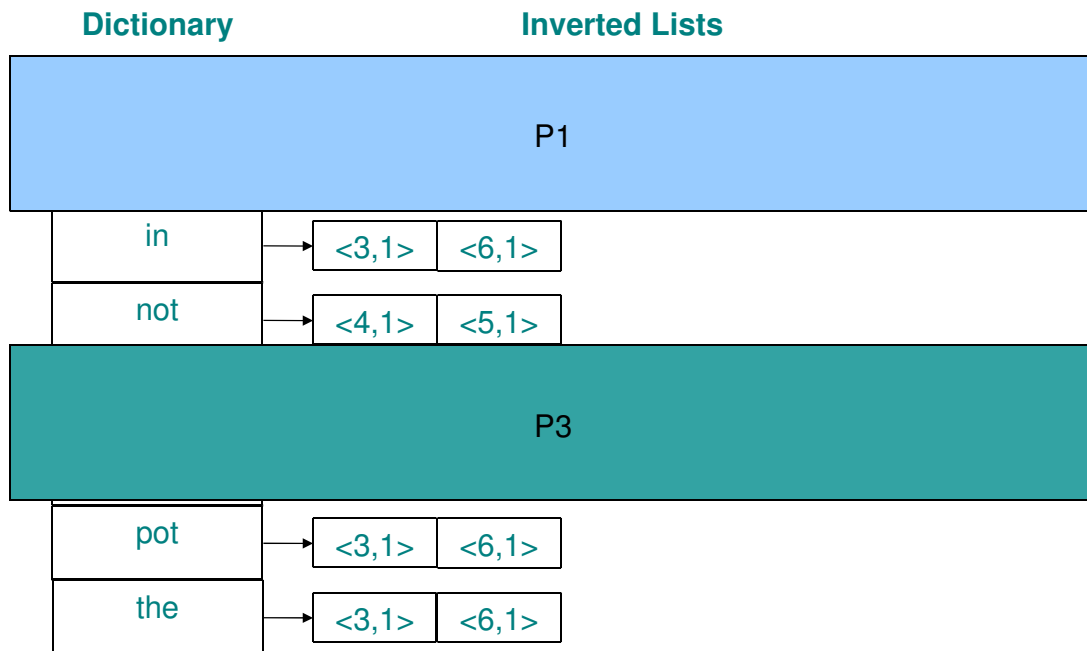 Dictionary Inverted Lists
P1
in <3,1> <6,1>
not <4,1> <5,1>
P3
pot <3,1> <6,1>
the <3,1> <6,1>